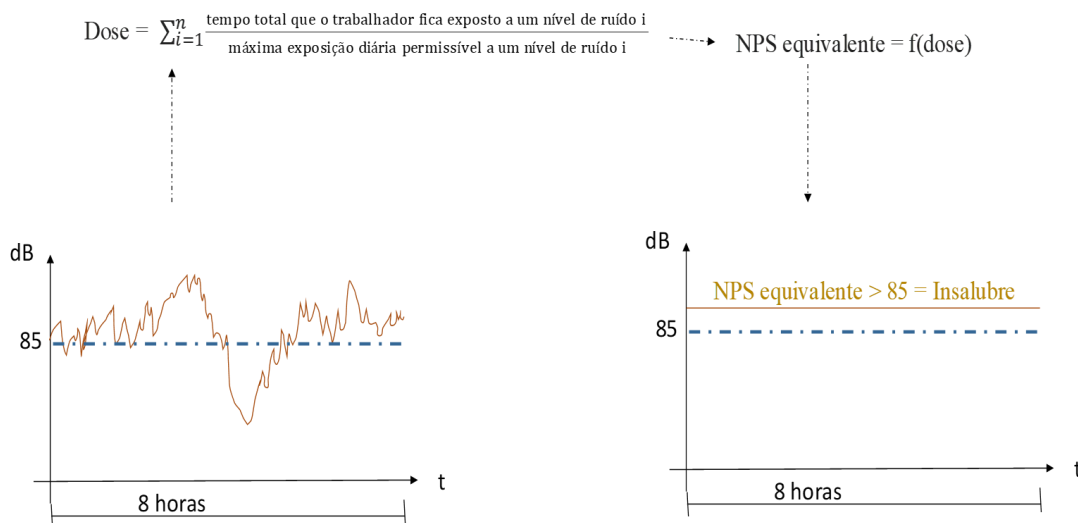 Dose = ∑ⁿᵢ₌₁ tempo total que o trabalhador fica exposto a um nível de ruído i
máxima exposição diária permissível a um nível de ruído i
NPS equivalente = f(dose)
dB
85
t
8 horas
dB
NPS equivalente > 85 = Insalubre
85
t
8 horas